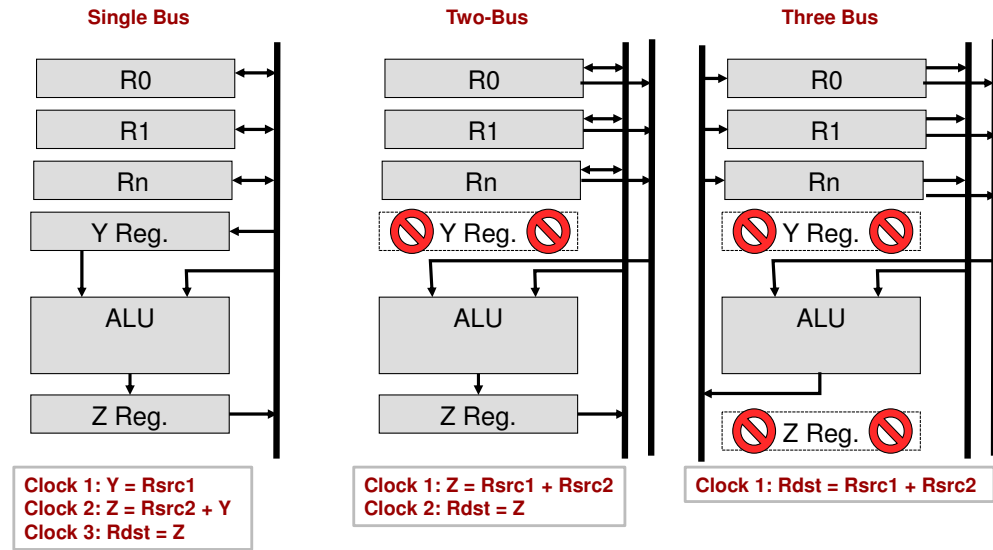 Single Bus
R0
R1
Rn
Y Reg.
ALU
Z Reg.
Clock 1: Y = Rsrc1
Clock 2: Z = Rsrc2 + Y
Clock 3: Rdst = Z
Two-Bus
R0
R1
Rn
Y Reg.
ALU
Z Reg.
Clock 1: Z = Rsrc1 + Rsrc2
Clock 2: Rdst = Z
Three Bus
R0
R1
Rn
Y Reg.
ALU
Z Reg.
Clock 1: Rdst = Rsrc1 + Rsrc2